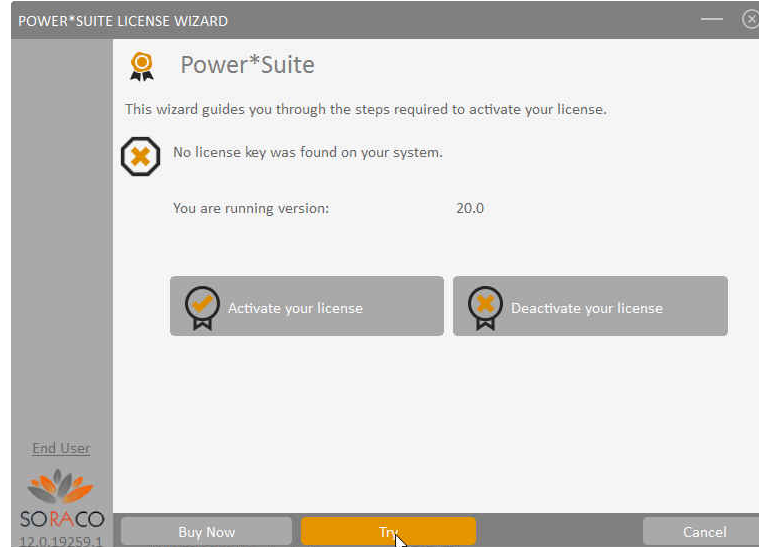 POWER*SUITE LICENSE WIZARD
Power*Suite
This wizard guides you through the steps required to activate your license.
No license key was found on your system.
You are running version: 20.0
Activate your license Deactivate your license
End User
SORACO
12.0.19259.1
Buy Now Try Cancel